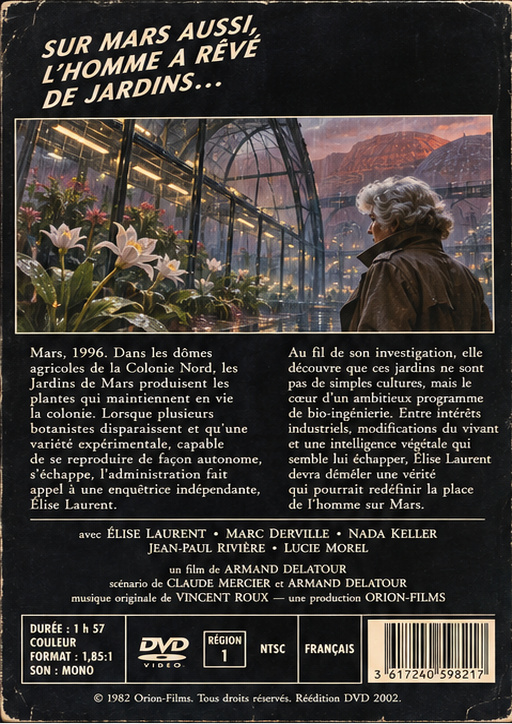 SUR MARS AUSSI,
L'HOMME A RÊVÉ
DE JARDINS...
Mars, 1996. Dans les dômes
agricoles de la Colonie Nord, les
Jardins de Mars produisent les
plantes qui maintiennent en vie
la colonie. Lorsque plusieurs
botanistes disparaissent et qu'une
variété expérimentale, capable
de se reproduire de façon autonome,
s'échappe, l'administration fait
appel à une enquêtrice indépendante,
Élise Laurent.
Au fil de son investigation, elle
découvre que ces jardins ne sont
pas de simples cultures, mais le
cœur d'un ambitieux programme
de bio-ingénierie. Entre intérêts
industriels, modifications du vivant
et une intelligence végétale qui
semble lui échapper, Élise Laurent
devra démêler une vérité
qui pourrait redéfinir la place
de l'homme sur Mars.
avec ÉLISE LAURENT • MARC DERVILLE • NADA KELLER
JEAN-PAUL RIVIÈRE • LUCIE MOREL
un film de ARMAND DELATOUR
scénario de CLAUDE MERCIER et ARMAND DELATOUR
musique originale de VINCENT ROUX — une production ORION-FILMS
DURÉE : 1 h 57
COULEUR
FORMAT : 1,85:1
SON : MONO
DVD
VIDEO
RÉGION
1
NTSC
FRANÇAIS
3 617240 598217
© 1982 Orion-Films. Tous droits réservés. Réédition DVD 2002.